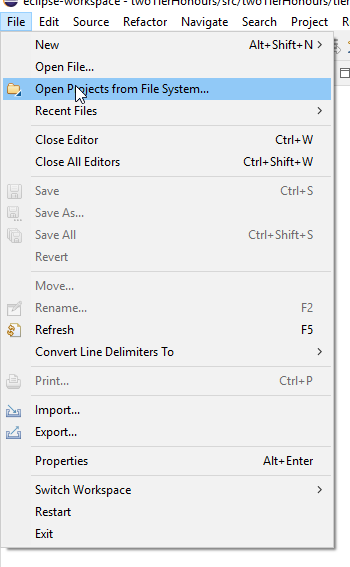 eclipse-workspace - twoTierHonours/src/twoTierHonours/tier
File Edit Source Refactor Navigate Search Project R
New Alt+Shift+N >
Open File...
Open Projects from File System...
Recent Files >
Close Editor Ctrl+W
Close All Editors Ctrl+Shift+W
Save Ctrl+S
Save As...
Save All Ctrl+Shift+S
Revert
Move...
Rename... F2
Refresh F5
Convert Line Delimiters To >
Print... Ctrl+P
Import...
Export...
Properties Alt+Enter
Switch Workspace >
Restart
Exit